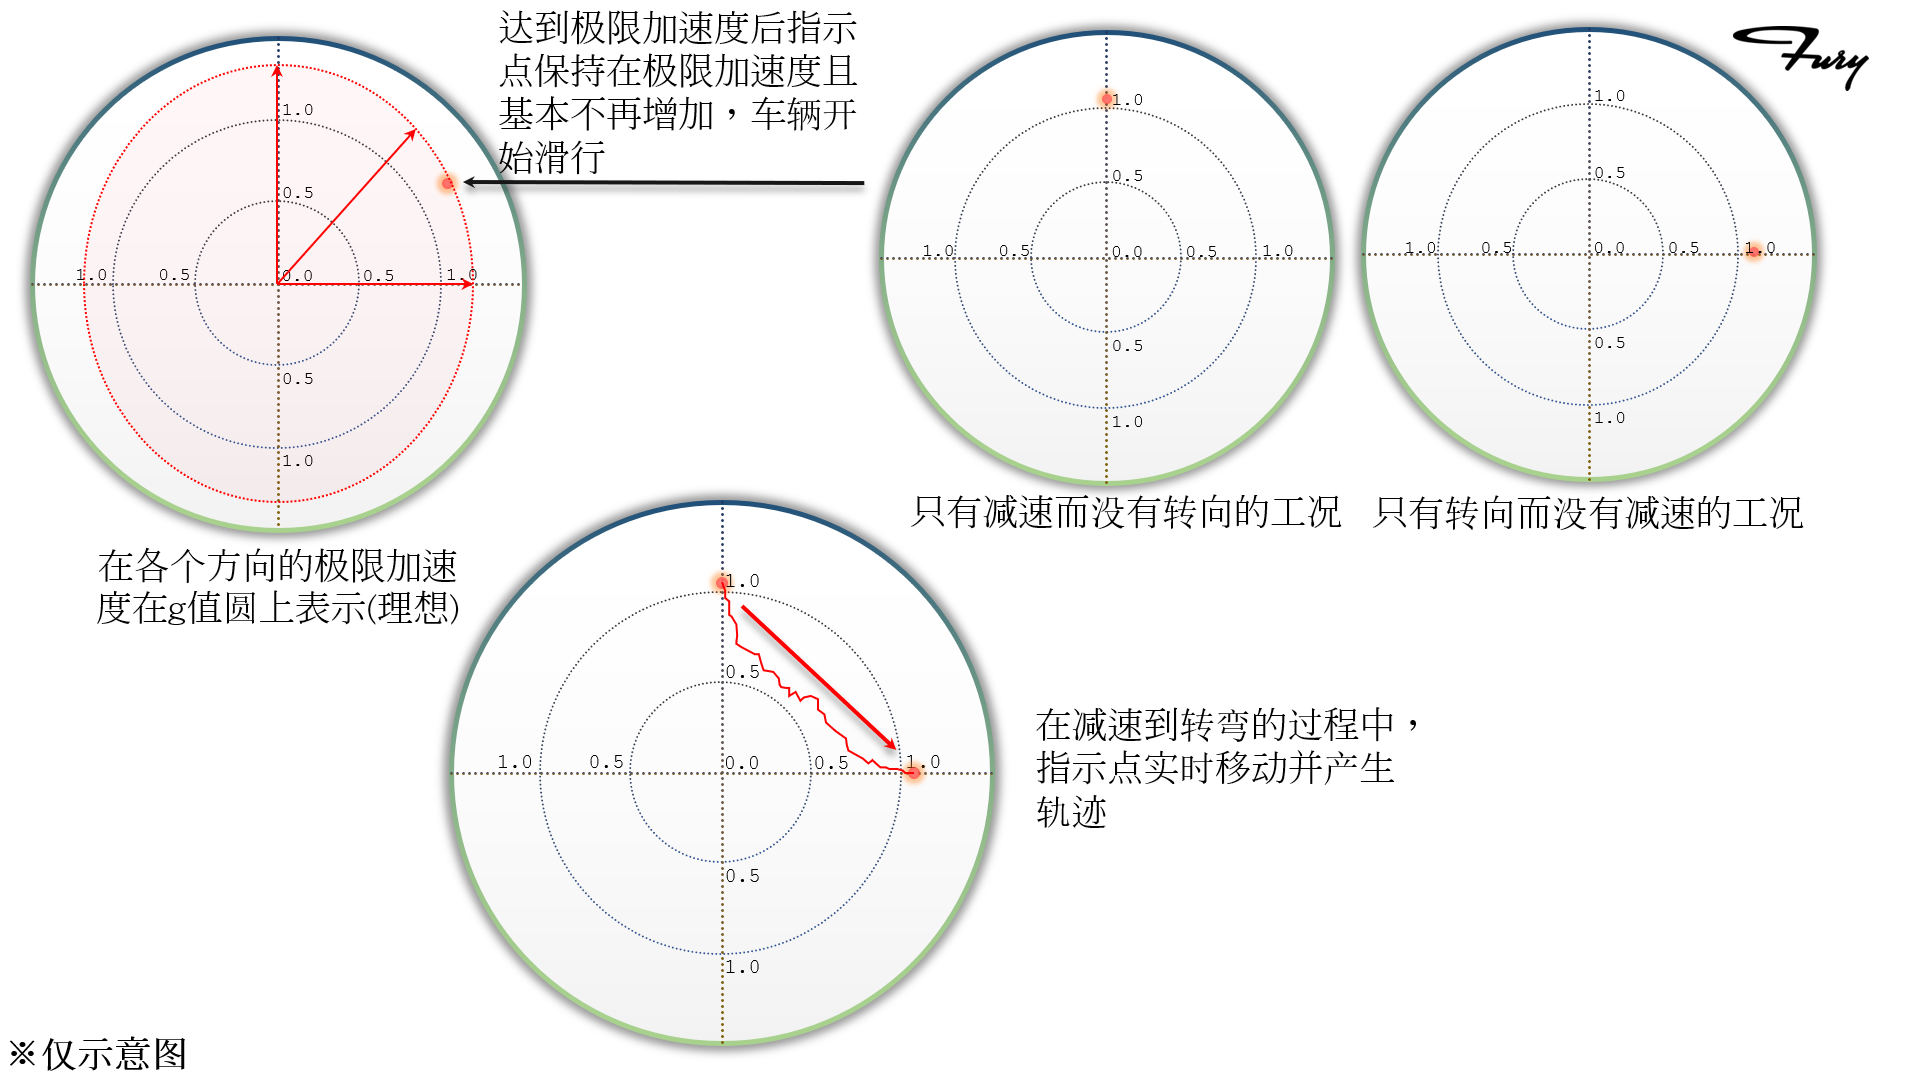 达到极限加速度后指示
点保持在极限加速度且
基本不再增加，车辆开
始滑行
Fury
1.0
0.5
1.0
0.5
0.0
0.5
1.0
0.5
1.0
在各个方向的极限加速
度在g值圆上表示(理想)
1.0
0.5
1.0
0.5
0.0
0.5
1.0
0.5
1.0
只有减速而没有转向的工况
1.0
0.5
1.0
0.5
0.0
0.5
1.0
0.5
1.0
只有转向而没有减速的工况
1.0
0.5
1.0
0.5
0.0
0.5
1.0
0.5
1.0
在减速到转弯的过程中，
指示点实时移动并产生
轨迹
※仅示意图